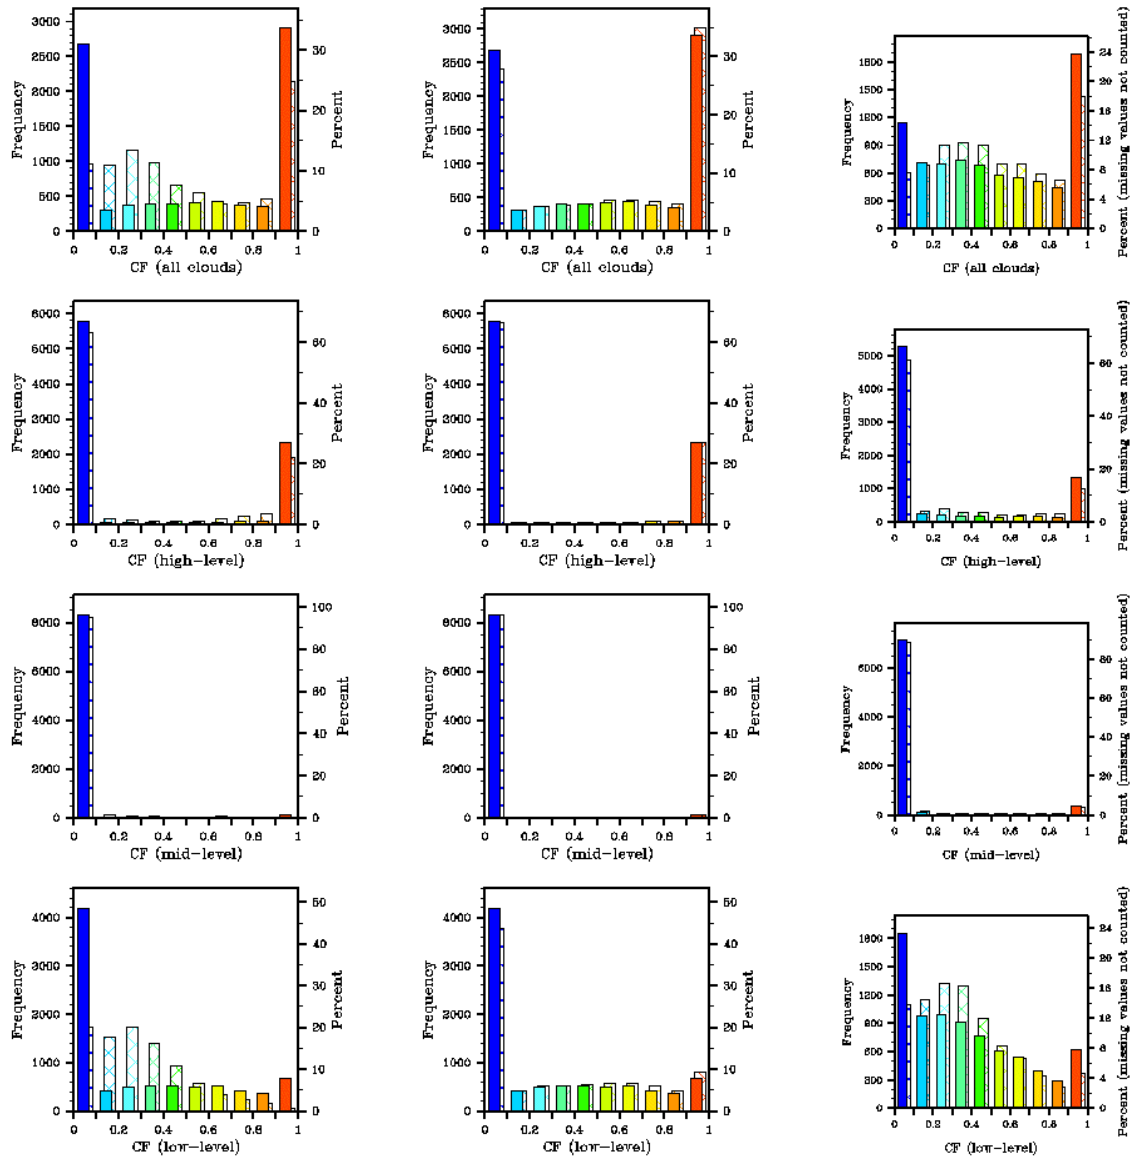 3000
2500
2000
1500
1000
500
0
Frequency
30
20
10
0
Percent
0 0.2 0.4 0.6 0.8 1
CF (all clouds)
3000
2500
3000
1500
1000
500
0
Frequency
30
20
10
0
Percent
0 0.2 0.4 0.6 0.8 1
CF (all clouds)
1800
1500
1200
900
600
300
0
Frequency
24
20
16
12
8
4
0
Percent (missing values not counted)
0 0.2 0.4 0.6 0.8 1
CF (all clouds)
6000
5000
4000
3000
2000
1000
0
Frequency
60
40
20
0
Percent
0 0.2 0.4 0.6 0.8 1
CF (high-level)
6000
5000
4000
3000
2000
1000
0
Frequency
60
40
20
0
Percent
0 0.2 0.4 0.6 0.8 1
CF (high-level)
5000
4000
3000
2000
1000
0
Frequency
60
40
20
0
Percent (missing values not counted)
0 0.2 0.4 0.6 0.8 1
CF (high-level)
8000
6000
4000
2000
0
Frequency
100
80
60
40
20
0
Percent
0 0.2 0.4 0.6 0.8 1
CF (mid-level)
8000
6000
4000
2000
0
Frequency
100
80
60
40
20
0
Percent
0 0.2 0.4 0.6 0.8 1
CF (mid-level)
6000
4000
2000
0
Frequency
80
60
40
20
0
Percent (missing values not counted)
0 0.2 0.4 0.6 0.8 1
CF (mid-level)
4000
3000
2000
1000
0
Frequency
50
40
30
20
10
0
Percent
0 0.2 0.4 0.6 0.8 1
CF (low-level)
4000
3000
2000
1000
0
Frequency
50
40
30
20
10
0
Percent
0 0.2 0.4 0.6 0.8 1
CF (low-level)
1800
1500
1200
900
600
300
0
Frequency
24
20
16
12
8
4
0
Percent (missing values not counted)
0 0.2 0.4 0.6 0.8 1
CF (low-level)